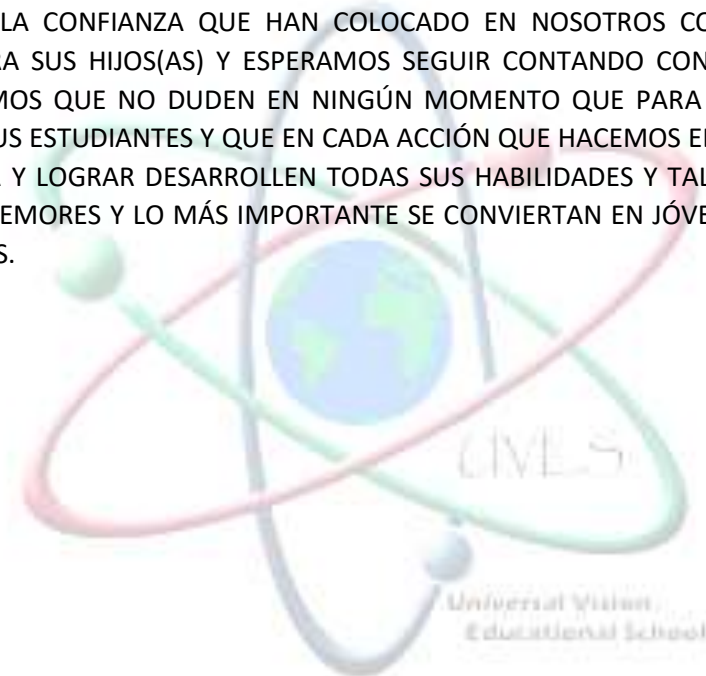 LA CONFIANZA QUE HAN COLOCADO EN NOSOTROS CO
RA SUS HIJOS(AS) Y ESPERAMOS SEGUIR CONTANDO CON
MOS QUE NO DUDEN EN NINGÚN MOMENTO QUE PARA
US ESTUDIANTES Y QUE EN CADA ACCIÓN QUE HACEMOS EN
Y LOGRAR DESARROLLEN TODAS SUS HABILIDADES Y TAL
EMORES Y LO MÁS IMPORTANTE SE CONVIERTAN EN JÓVE
S.
U.V.E.S
Universal Vision
Educational School